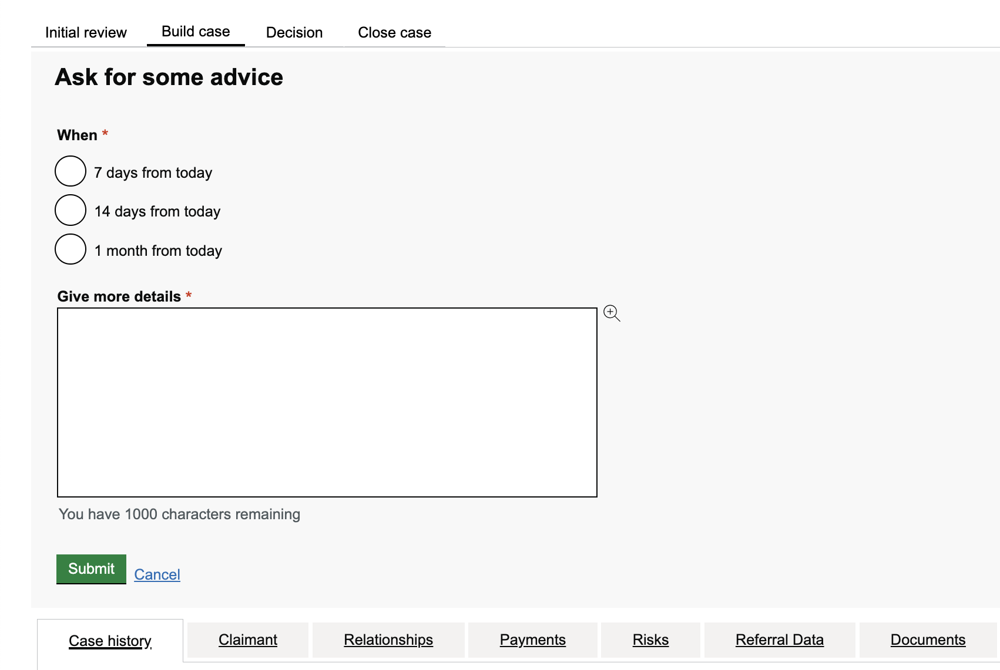 Initial review Build case Decision Close case
Ask for some advice
When *
7 days from today
14 days from today
1 month from today
Give more details *
You have 1000 characters remaining
Submit Cancel
Case history Claimant Relationships Payments Risks Referral Data Documents